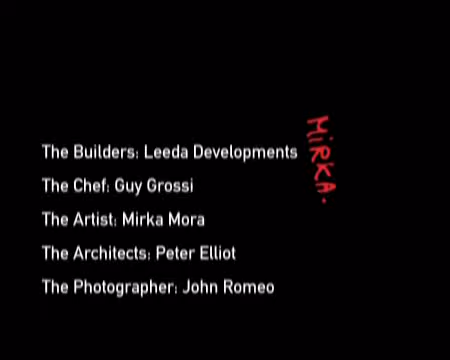 The Builders: Leeda Developments
The Chef: Guy Grossi
The Artist: Mirka Mora
The Architects: Peter Elliot
The Photographer: John Romeo
MiRKA.